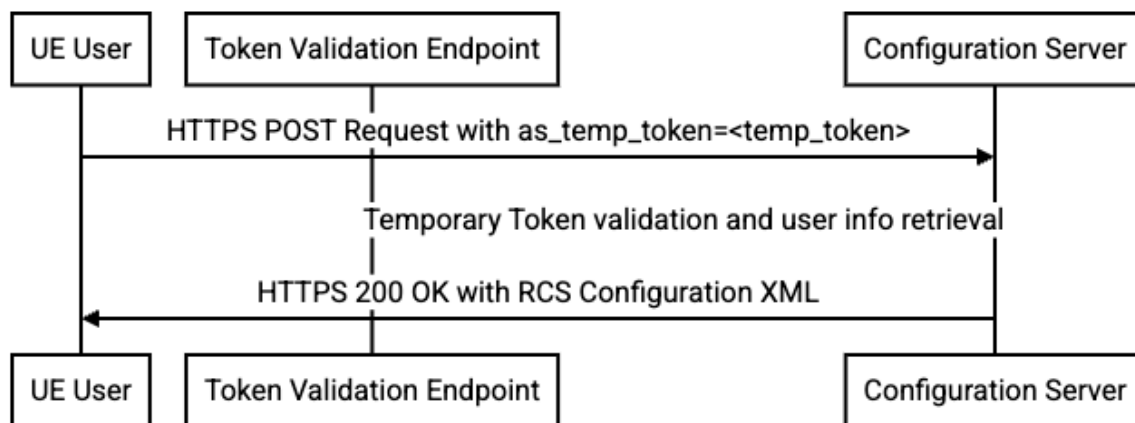 UE User
Token Validation Endpoint
Configuration Server
HTTPS POST Request with as_temp_token=<temp_token>
Temporary Token validation and user info retrieval
HTTPS 200 OK with RCS Configuration XML
UE User
Token Validation Endpoint
Configuration Server